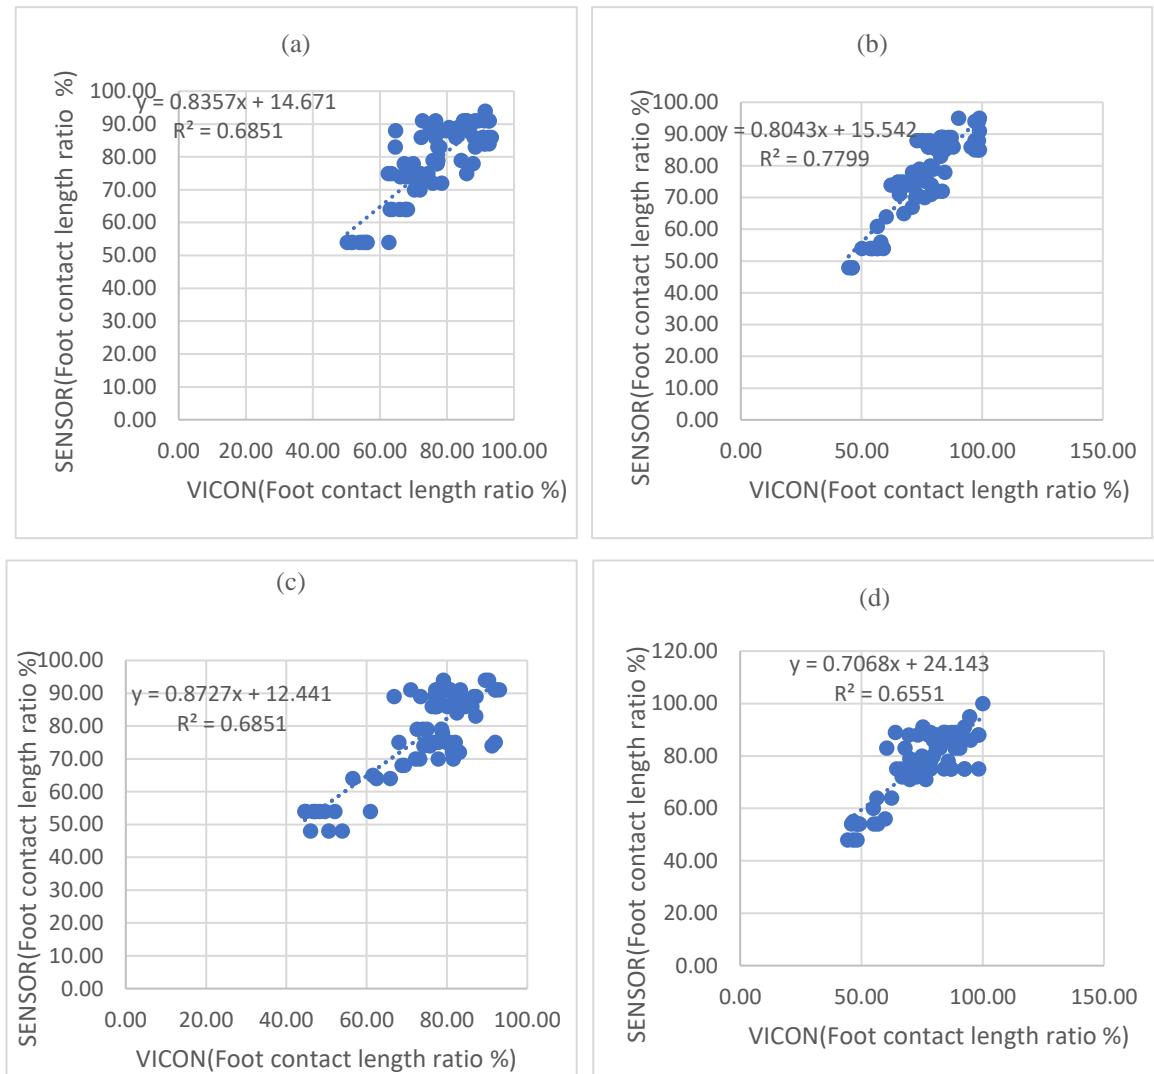 (a)
SENSOR(Foot contact length ratio %)
y = 0.8357x + 14.671
R² = 0.6851
100.00
90.00
80.00
70.00
60.00
50.00
40.00
30.00
20.00
10.00
0.00
0.00 20.00 40.00 60.00 80.00 100.00
VICON(Foot contact length ratio %)
(b)
SENSOR(Foot contact length ratio %)
y = 0.8043x + 15.542
R² = 0.7799
100.00
90.00
80.00
70.00
60.00
50.00
40.00
30.00
20.00
10.00
0.00
0.00 50.00 100.00 150.00
VICON(Foot contact length ratio %)
(c)
SENSOR(Foot contact length ratio %)
y = 0.8727x + 12.441
R² = 0.6851
100.00
90.00
80.00
70.00
60.00
50.00
40.00
30.00
20.00
10.00
0.00
0.00 20.00 40.00 60.00 80.00 100.00
VICON(Foot contact length ratio %)
(d)
SENSOR(Foot contact length ratio %)
y = 0.7068x + 24.143
R² = 0.6551
120.00
100.00
80.00
60.00
40.00
20.00
0.00
0.00 50.00 100.00 150.00
VICON(Foot contact length ratio %)